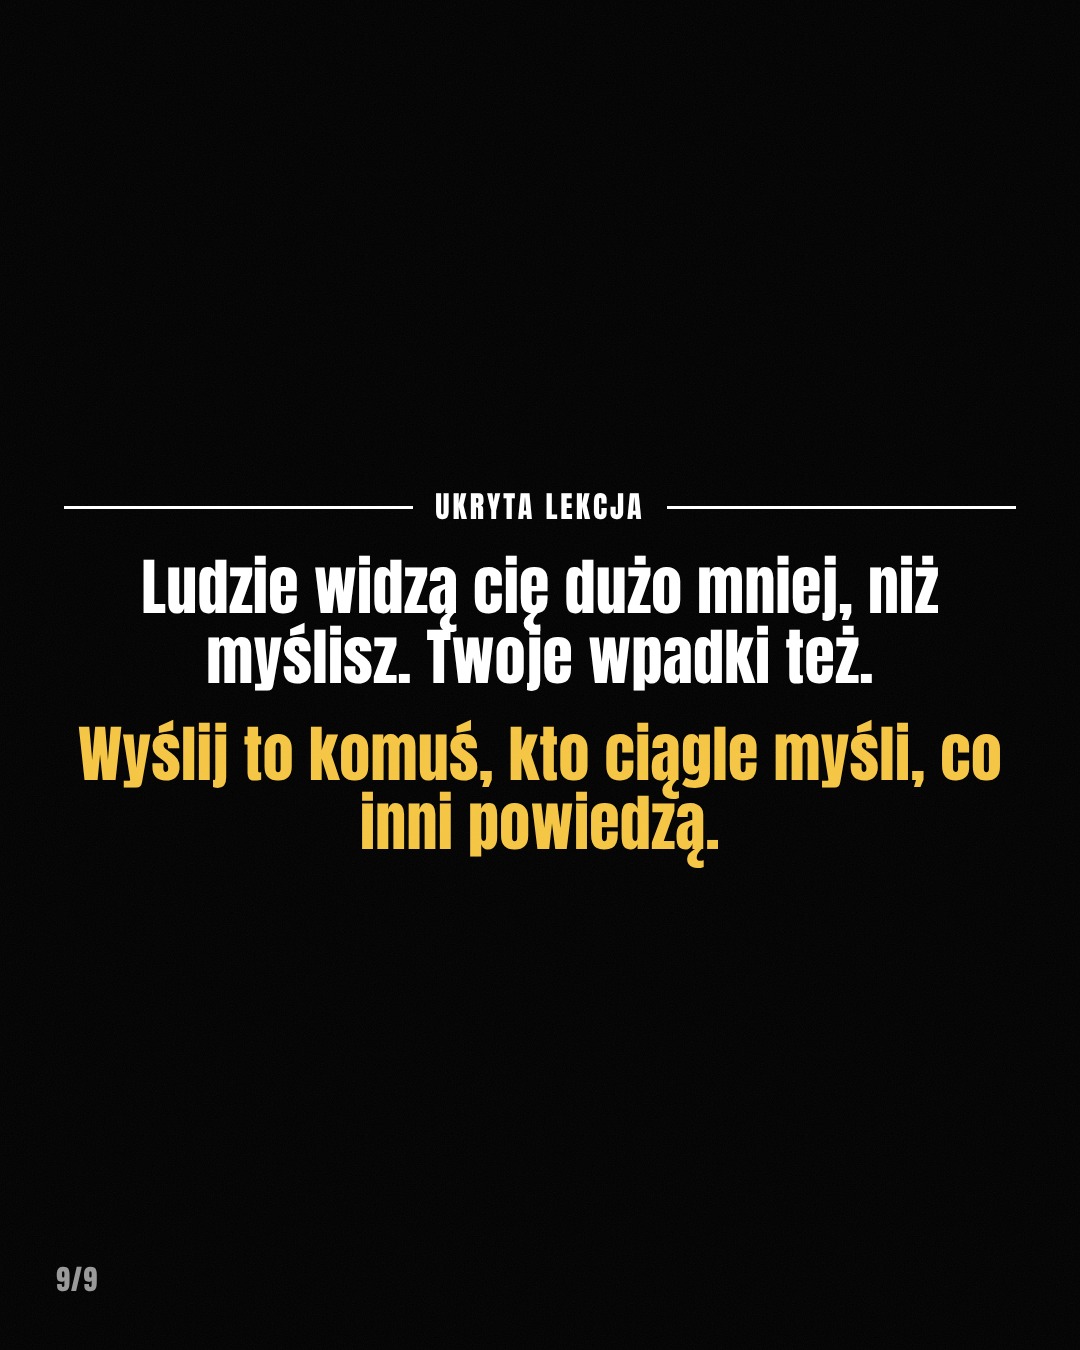 UKRYTA LEKCJA
Ludzie widzą cię dużo mniej, niż
myślisz. Twoje wpadki też.
Wyślij to komuś, kto ciągle myśli, co
inni powiedzą.
9/9